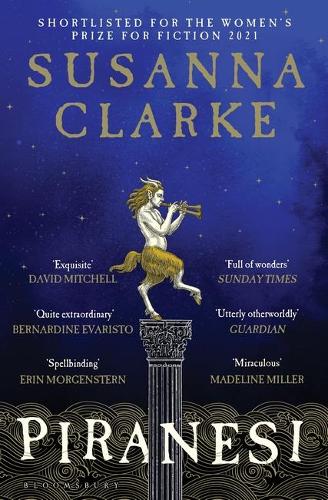 SHORTLISTED FOR THE WOMEN'S
PRIZE FOR FICTION 2021
SUSANNA
CLARKE
'Exquisite'
DAVID MITCHELL
'Full of wonders'
SUNDAY TIMES
'Quite extraordinary'
BERNARDINE EVARISTO
'Utterly otherworldly'
GUARDIAN
'Spellbinding'
ERIN MORGENSTERN
'Miraculous'
MADELINE MILLER
PIRANESI
BLOOMSBURY